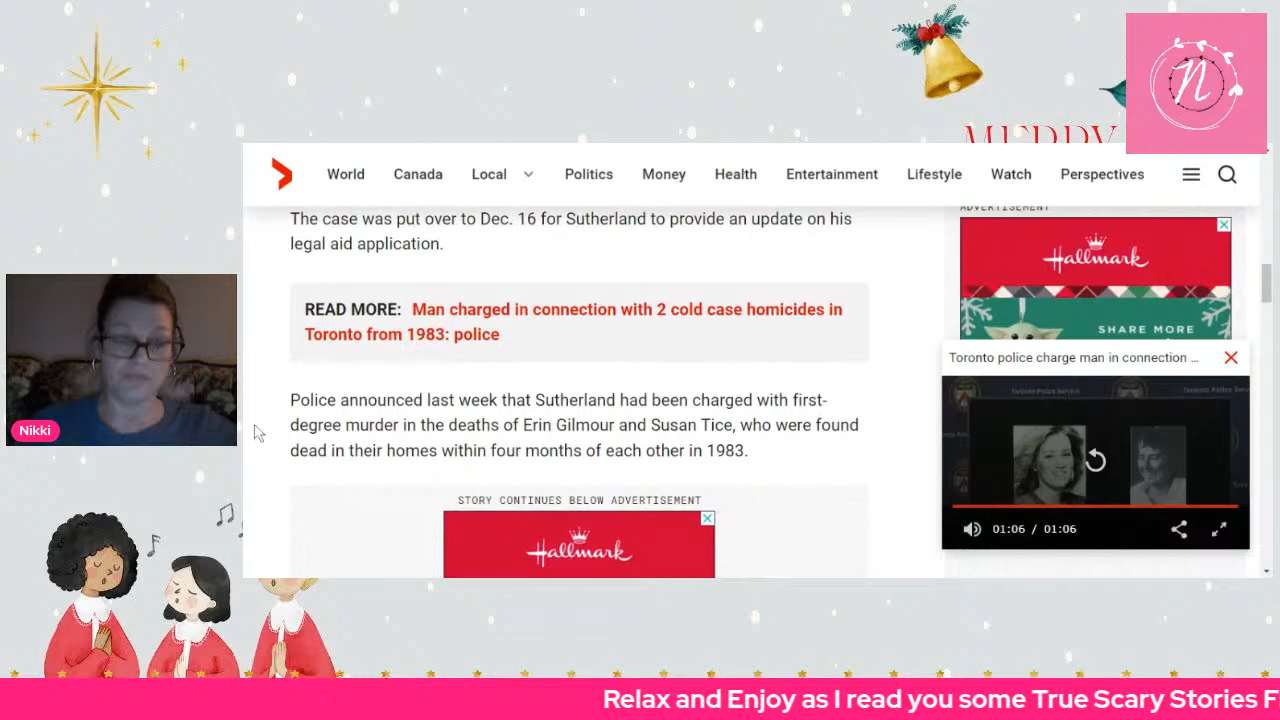 N
MERRY
World Canada Local Politics Money Health Entertainment Lifestyle Watch Perspectives
The case was put over to Dec. 16 for Sutherland to provide an update on his
legal aid application.
READ MORE: Man charged in connection with 2 cold case homicides in
Toronto from 1983: police
Police announced last week that Sutherland had been charged with first-
degree murder in the deaths of Erin Gilmour and Susan Tice, who were found
dead in their homes within four months of each other in 1983.
STORY CONTINUES BELOW ADVERTISEMENT
Hallmark
ADVERTISEMENT
Hallmark
SHARE MORE
Toronto police charge man in connection ...
Toronto Police Service
01:06 / 01:06
Nikki
Relax and Enjoy as I read you some True Scary Stories F